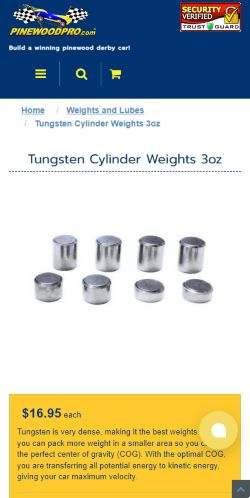 SECURITY
VERIFIED
TRUST GUARD
PINEWOODPRO.com
Build a winning pinewood derby car!
Home / Weights and Lubes
/ Tungsten Cylinder Weights 3oz
Tungsten Cylinder Weights 3oz
$16.95 each
Tungsten is very dense, making it the best weights
you can pack more weight in a smaller area so you
the perfect center of gravity (COG). With the optimal COG,
you are transferring all potential energy to kinetic energy,
giving your car maximum velocity.